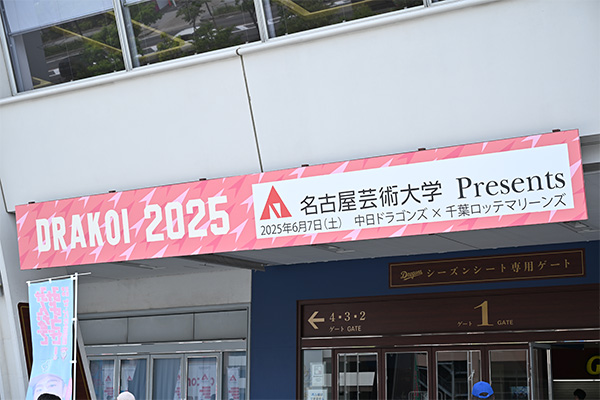 DRAKOI 2025
名古屋芸術大学 Presents
2025年6月7日(土) 中日ドラゴンズ × 千葉ロッテマリーンズ
Dragons シーズンシート専用ゲート
← 4・3・2
ゲート GATE
ゲート 1 GATE